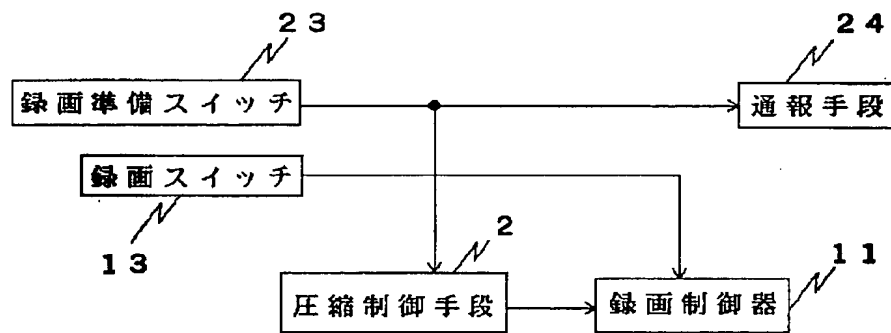 ２３
２４
録画準備スイッチ
通報手段
録画スイッチ
１３
２
１１
圧縮制御手段
録画制御器